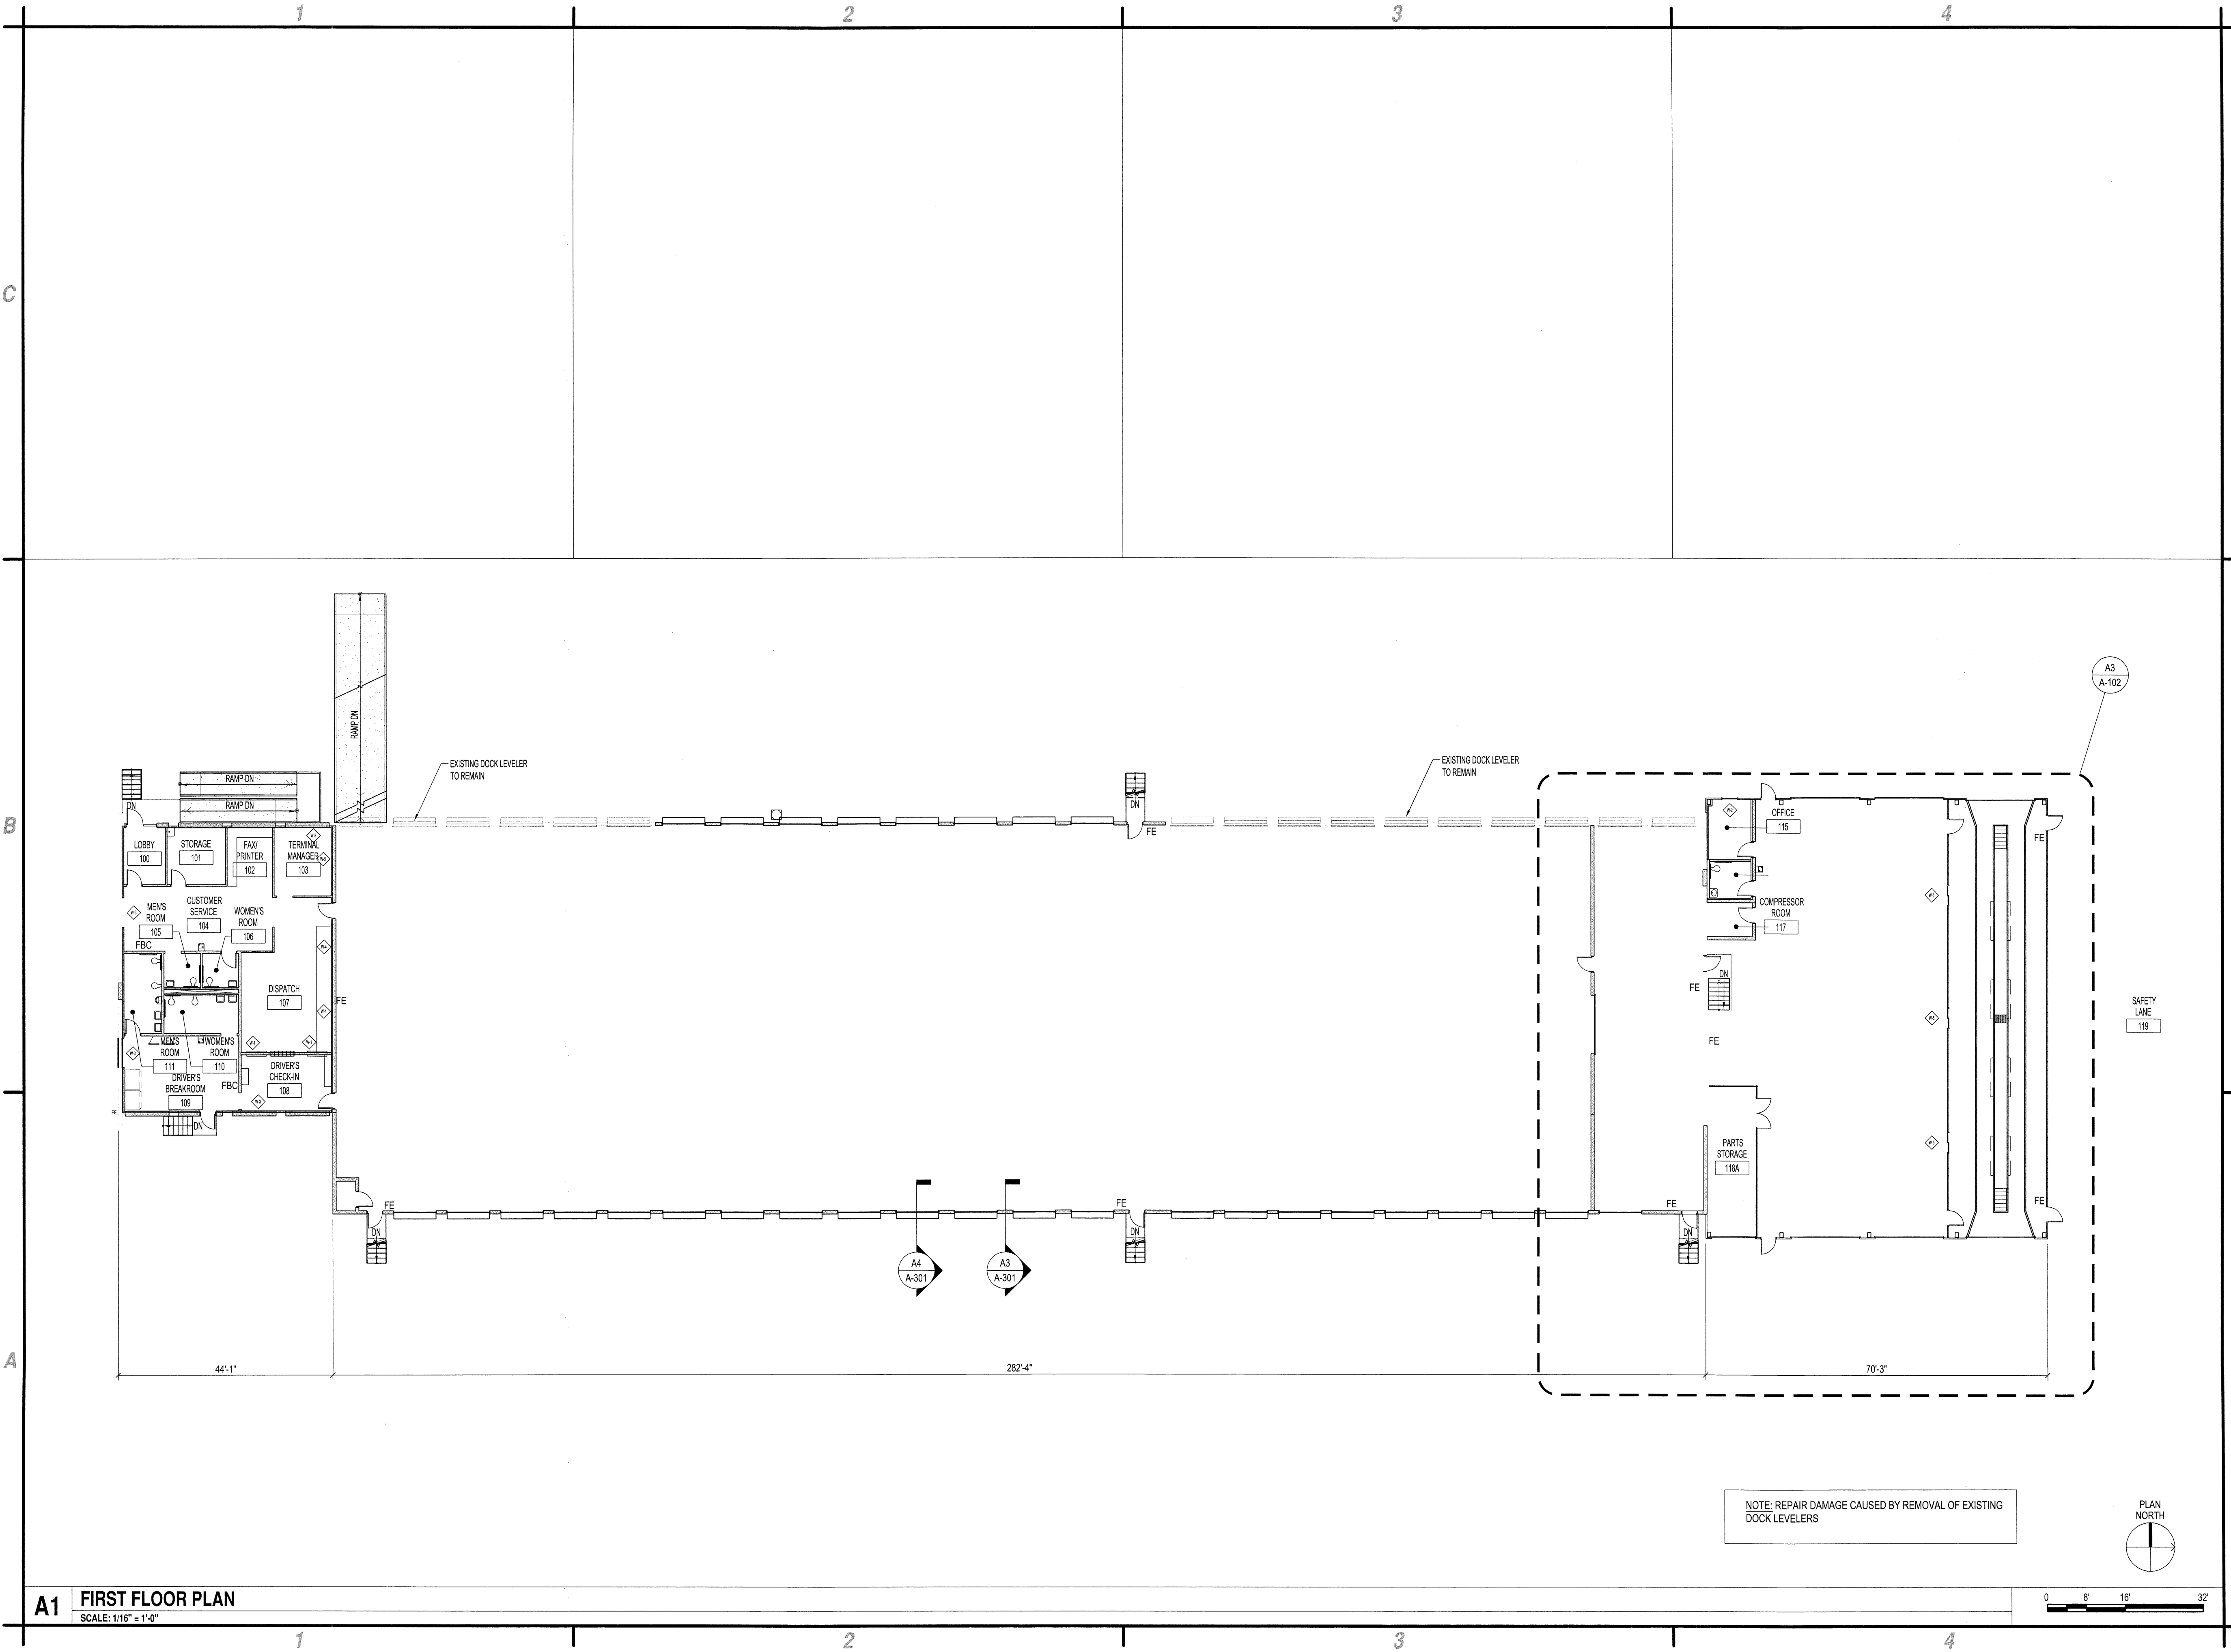 1
2
3
4
C
A3
A-102
RAMP DN
EXISTING DOCK LEVELER
TO REMAIN
EXISTING DOCK LEVELER
TO REMAIN
RAMP DN
RAMP DN
DN
DN
B
FE
LOBBY
100
STORAGE
101
FAX/
PRINTER
102
TERMINAL
MANAGER
103
OFFICE
115
FE
MEN'S
ROOM
105
CUSTOMER
SERVICE
104
WOMEN'S
ROOM
106
FBC
COMPRESSOR
ROOM
117
DN
FE
DISPATCH
107
FE
SAFETY
LANE
119
FE
MEN'S
ROOM
111
WOMEN'S
ROOM
110
DRIVER'S
BREAKROOM
109
FBC
DRIVER'S
CHECK-IN
108
FE
DN
PARTS
STORAGE
118A
FE
FE
FE
FE
DN
DN
DN
A4
A-301
A3
A-301
A
44'-1"
282'-4"
70'-3"
NOTE: REPAIR DAMAGE CAUSED BY REMOVAL OF EXISTING
DOCK LEVELERS
PLAN
NORTH
A1
FIRST FLOOR PLAN
SCALE: 1/16" = 1'-0"
0 8' 16' 32'
1
2
3
4